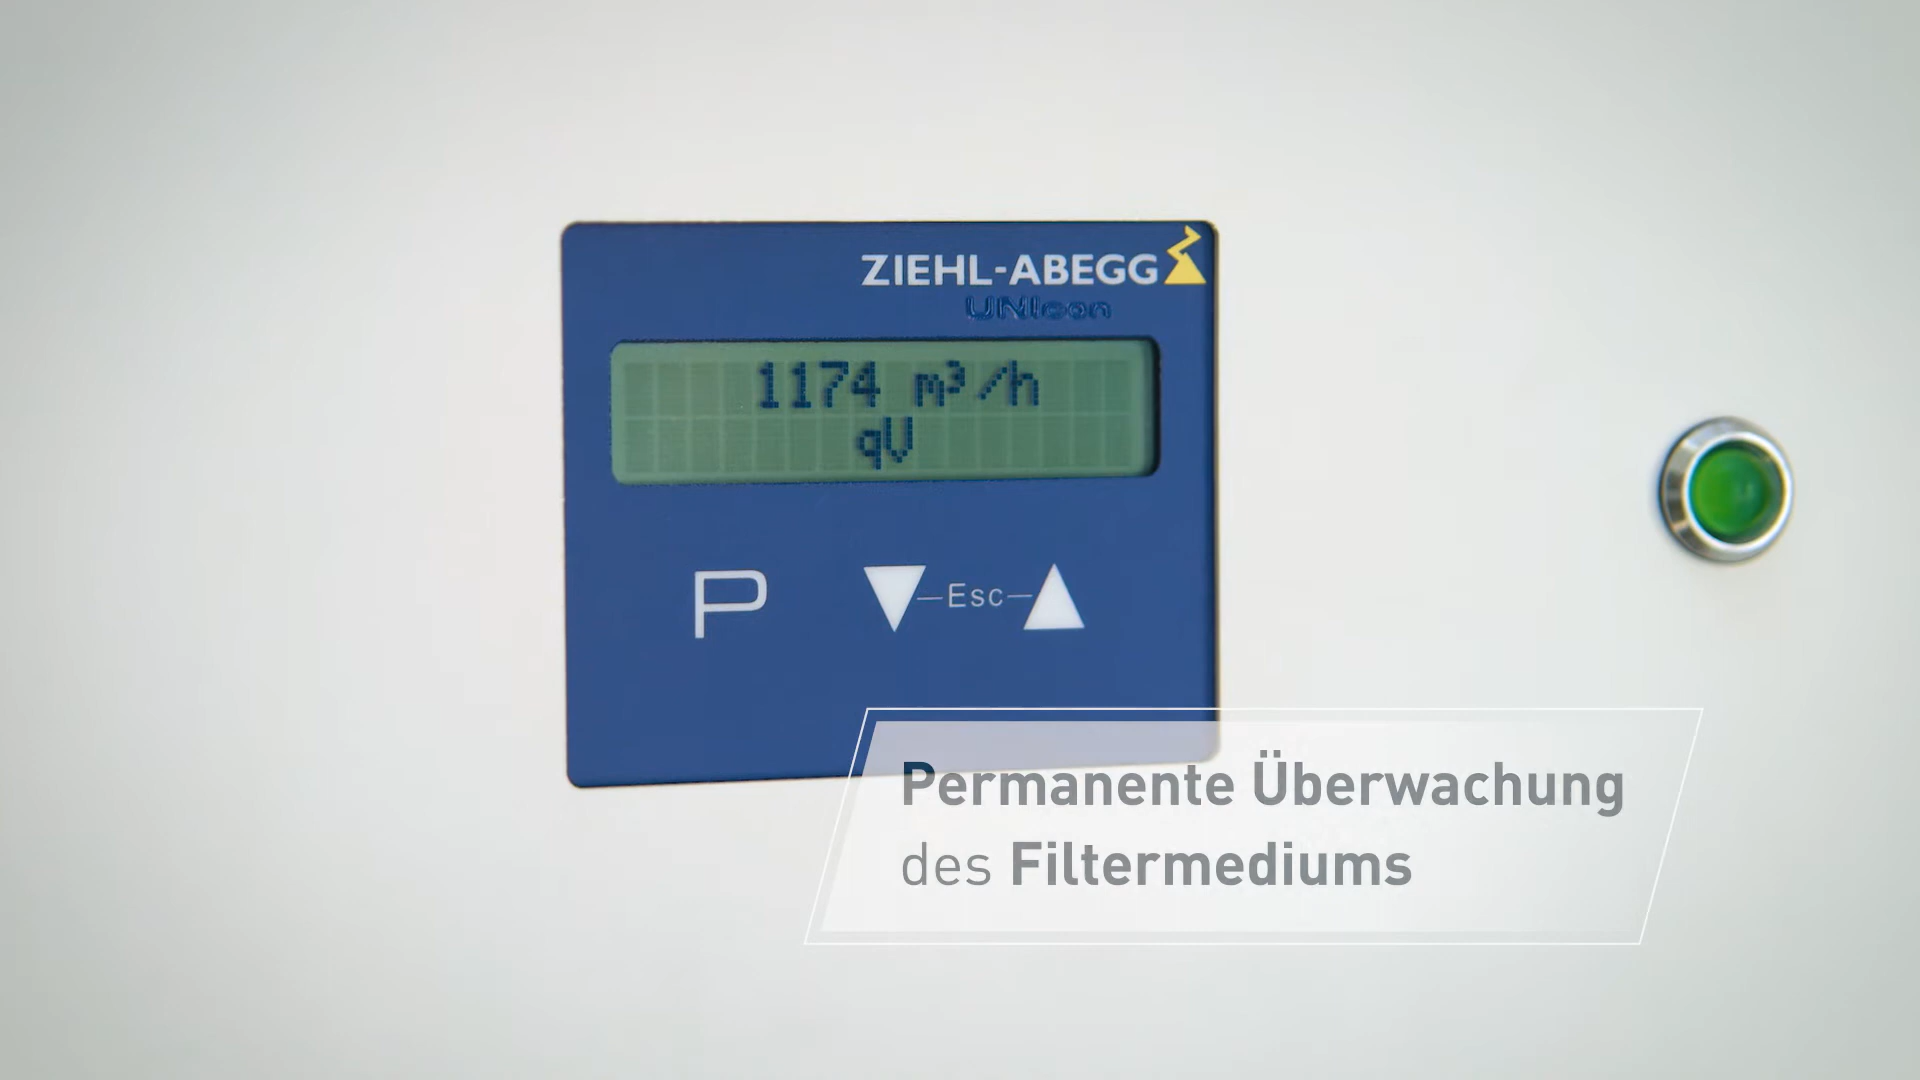 ZIEHL-ABEGG
UNIcon
1174 m³/h
qV
P
Esc
Permanente Überwachung
des Filtermediums